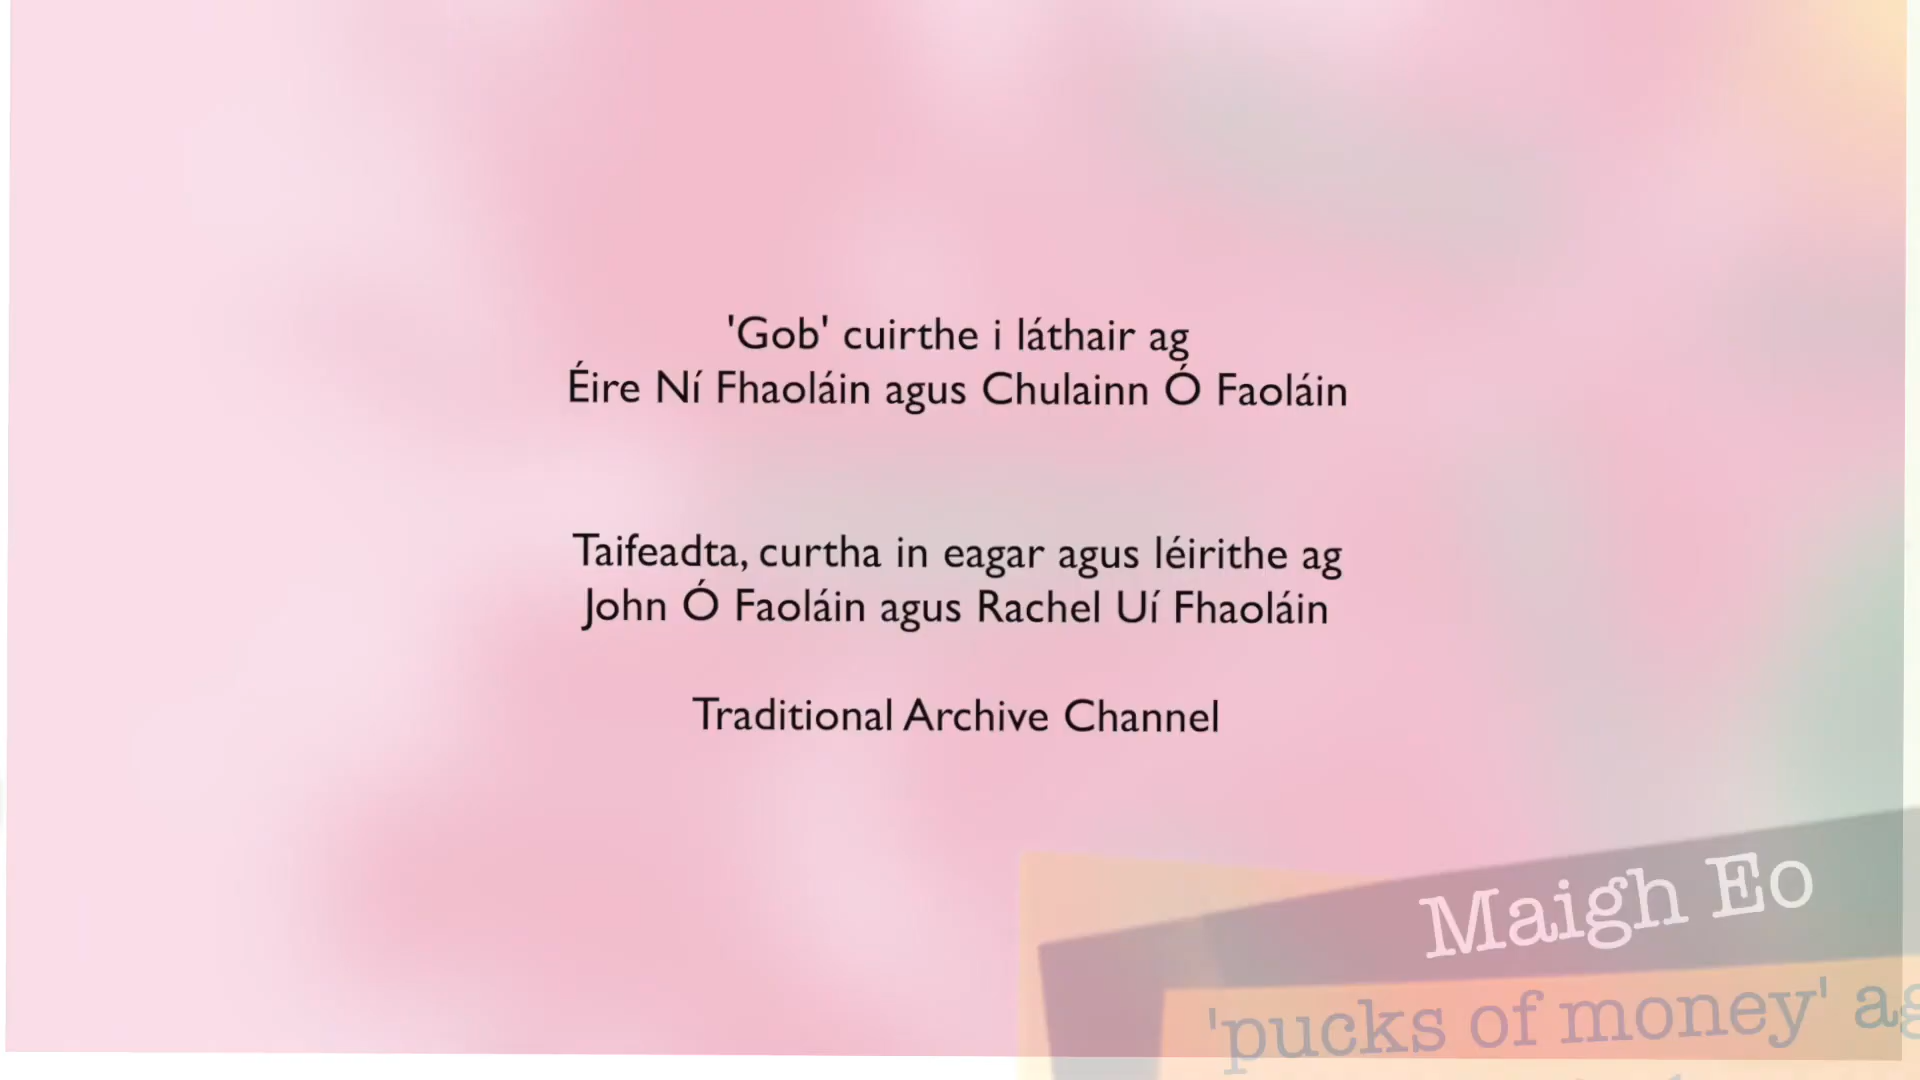 'Gob' cuirthe i láthair ag
Éire Ní Fhaoláin agus Chulainn Ó Faoláin
Taifeadta, curtha in eagar agus léirithe ag
John Ó Faoláin agus Rachel Uí Fhaoláin
Traditional Archive Channel
Maigh Eo
'pucks of money'